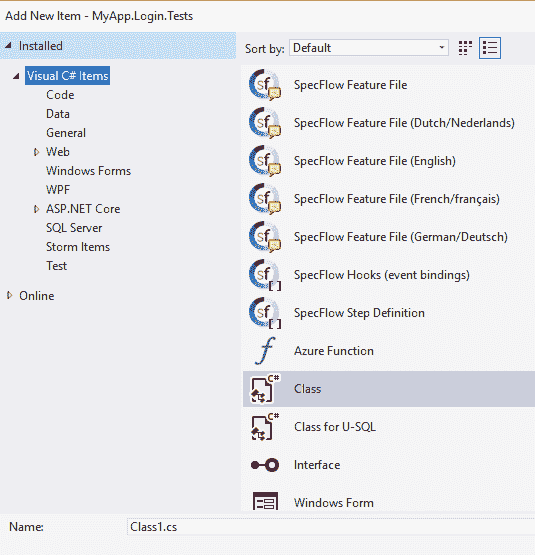 Add New Item - MyApp.Login.Tests
Installed
Visual C# Items
Code
Data
General
Web
Windows Forms
WPF
ASP.NET Core
SQL Server
Storm Items
Test
Online
Sort by: Default
SpecFlow Feature File
SpecFlow Feature File (Dutch/Nederlands)
SpecFlow Feature File (English)
SpecFlow Feature File (French/français)
SpecFlow Feature File (German/Deutsch)
SpecFlow Hooks (event bindings)
SpecFlow Step Definition
Azure Function
Class
Class for U-SQL
Interface
Windows Form
Name: Class1.cs